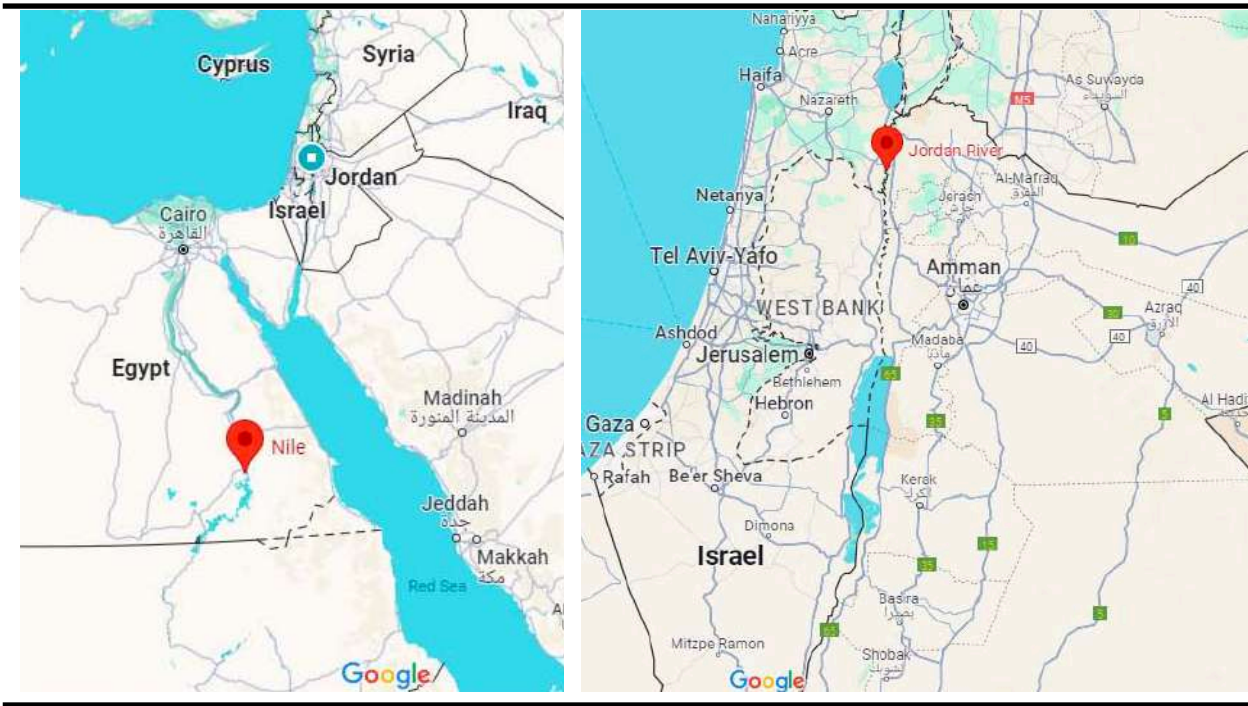 Cyprus
Syria
Iraq
Jordan
Israel
Cairo
القاهرة
Egypt
Madinah
المدينة المنورة
Nile
Jeddah
جدة
Makkah
مكة
Red Sea
Google
Nahariyya
Acre
Haifa
Nazareth
As Suwayda
السويداء
M5
Jordan River
Al-Mafraq
المفرق
Netanya
Jerash
جرش
10
Tel Aviv-Yafo
Amman
عمّان
40
WEST BANK
30
Azraq
الأزرق
Ashdod
Madaba
مادبا
40
40
Jerusalem
65
Bethlehem
Hebron
Al Hadi
Gaza
35
5
AZA STRIP
Rafah
Be'er Sheva
Kerak
الكرك
Dimona
15
Israel
35
Basira
بصيرا
5
65
Mitzpe Ramon
Shobak
الشوبك
Google